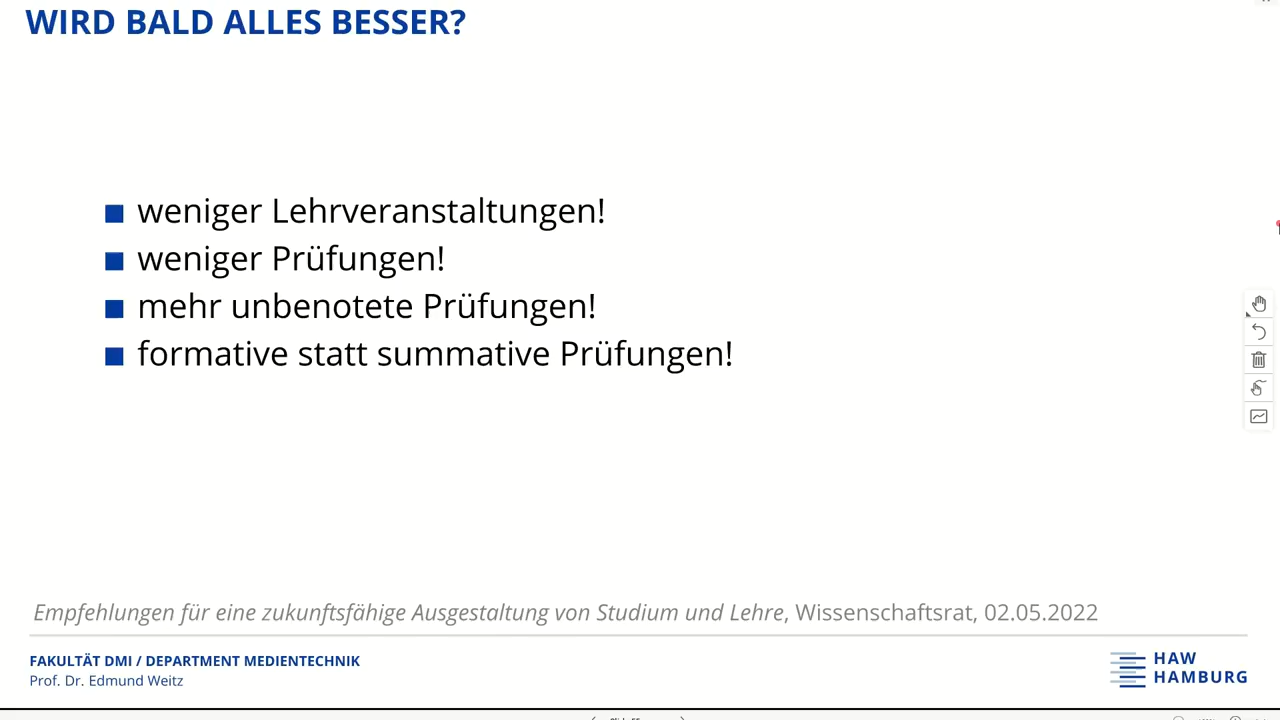 WIRD BALD ALLES BESSER?
weniger Lehrveranstaltungen!
weniger Prüfungen!
mehr unbenotete Prüfungen!
formative statt summative Prüfungen!
Empfehlungen für eine zukunftsfähige Ausgestaltung von Studium und Lehre, Wissenschaftsrat, 02.05.2022
FAKULTÄT DMI / DEPARTMENT MEDIENTECHNIK
Prof. Dr. Edmund Weitz
HAW
HAMBURG